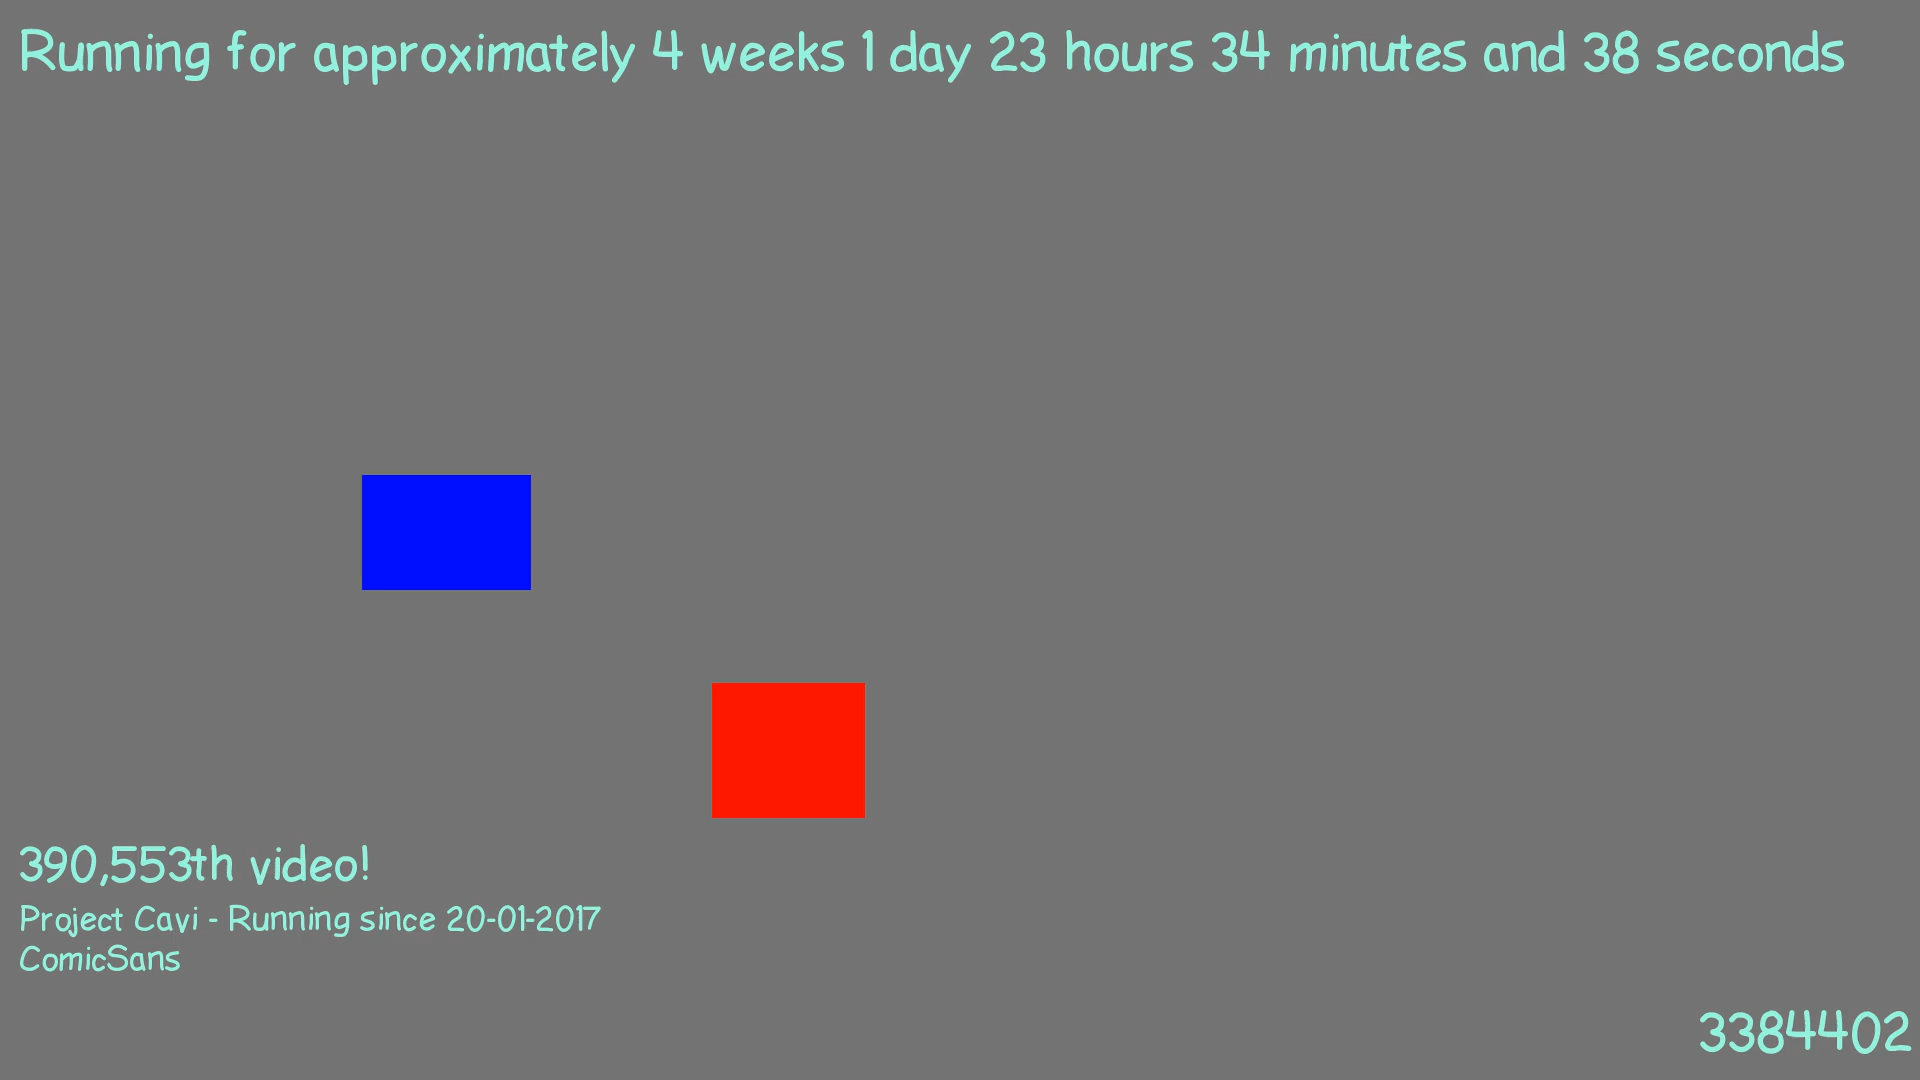 Running for approximately 4 weeks 1 day 23 hours 34 minutes and 38 seconds
390,553th video!
Project Cavi - Running since 20-01-2017
ComicSans
3384402